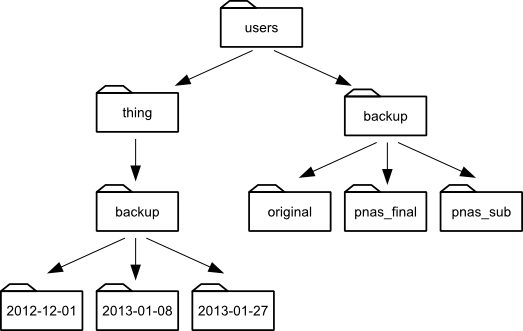 users
thing
backup
backup
original
pnas_final
pnas_sub
2012-12-01
2013-01-08
2013-01-27